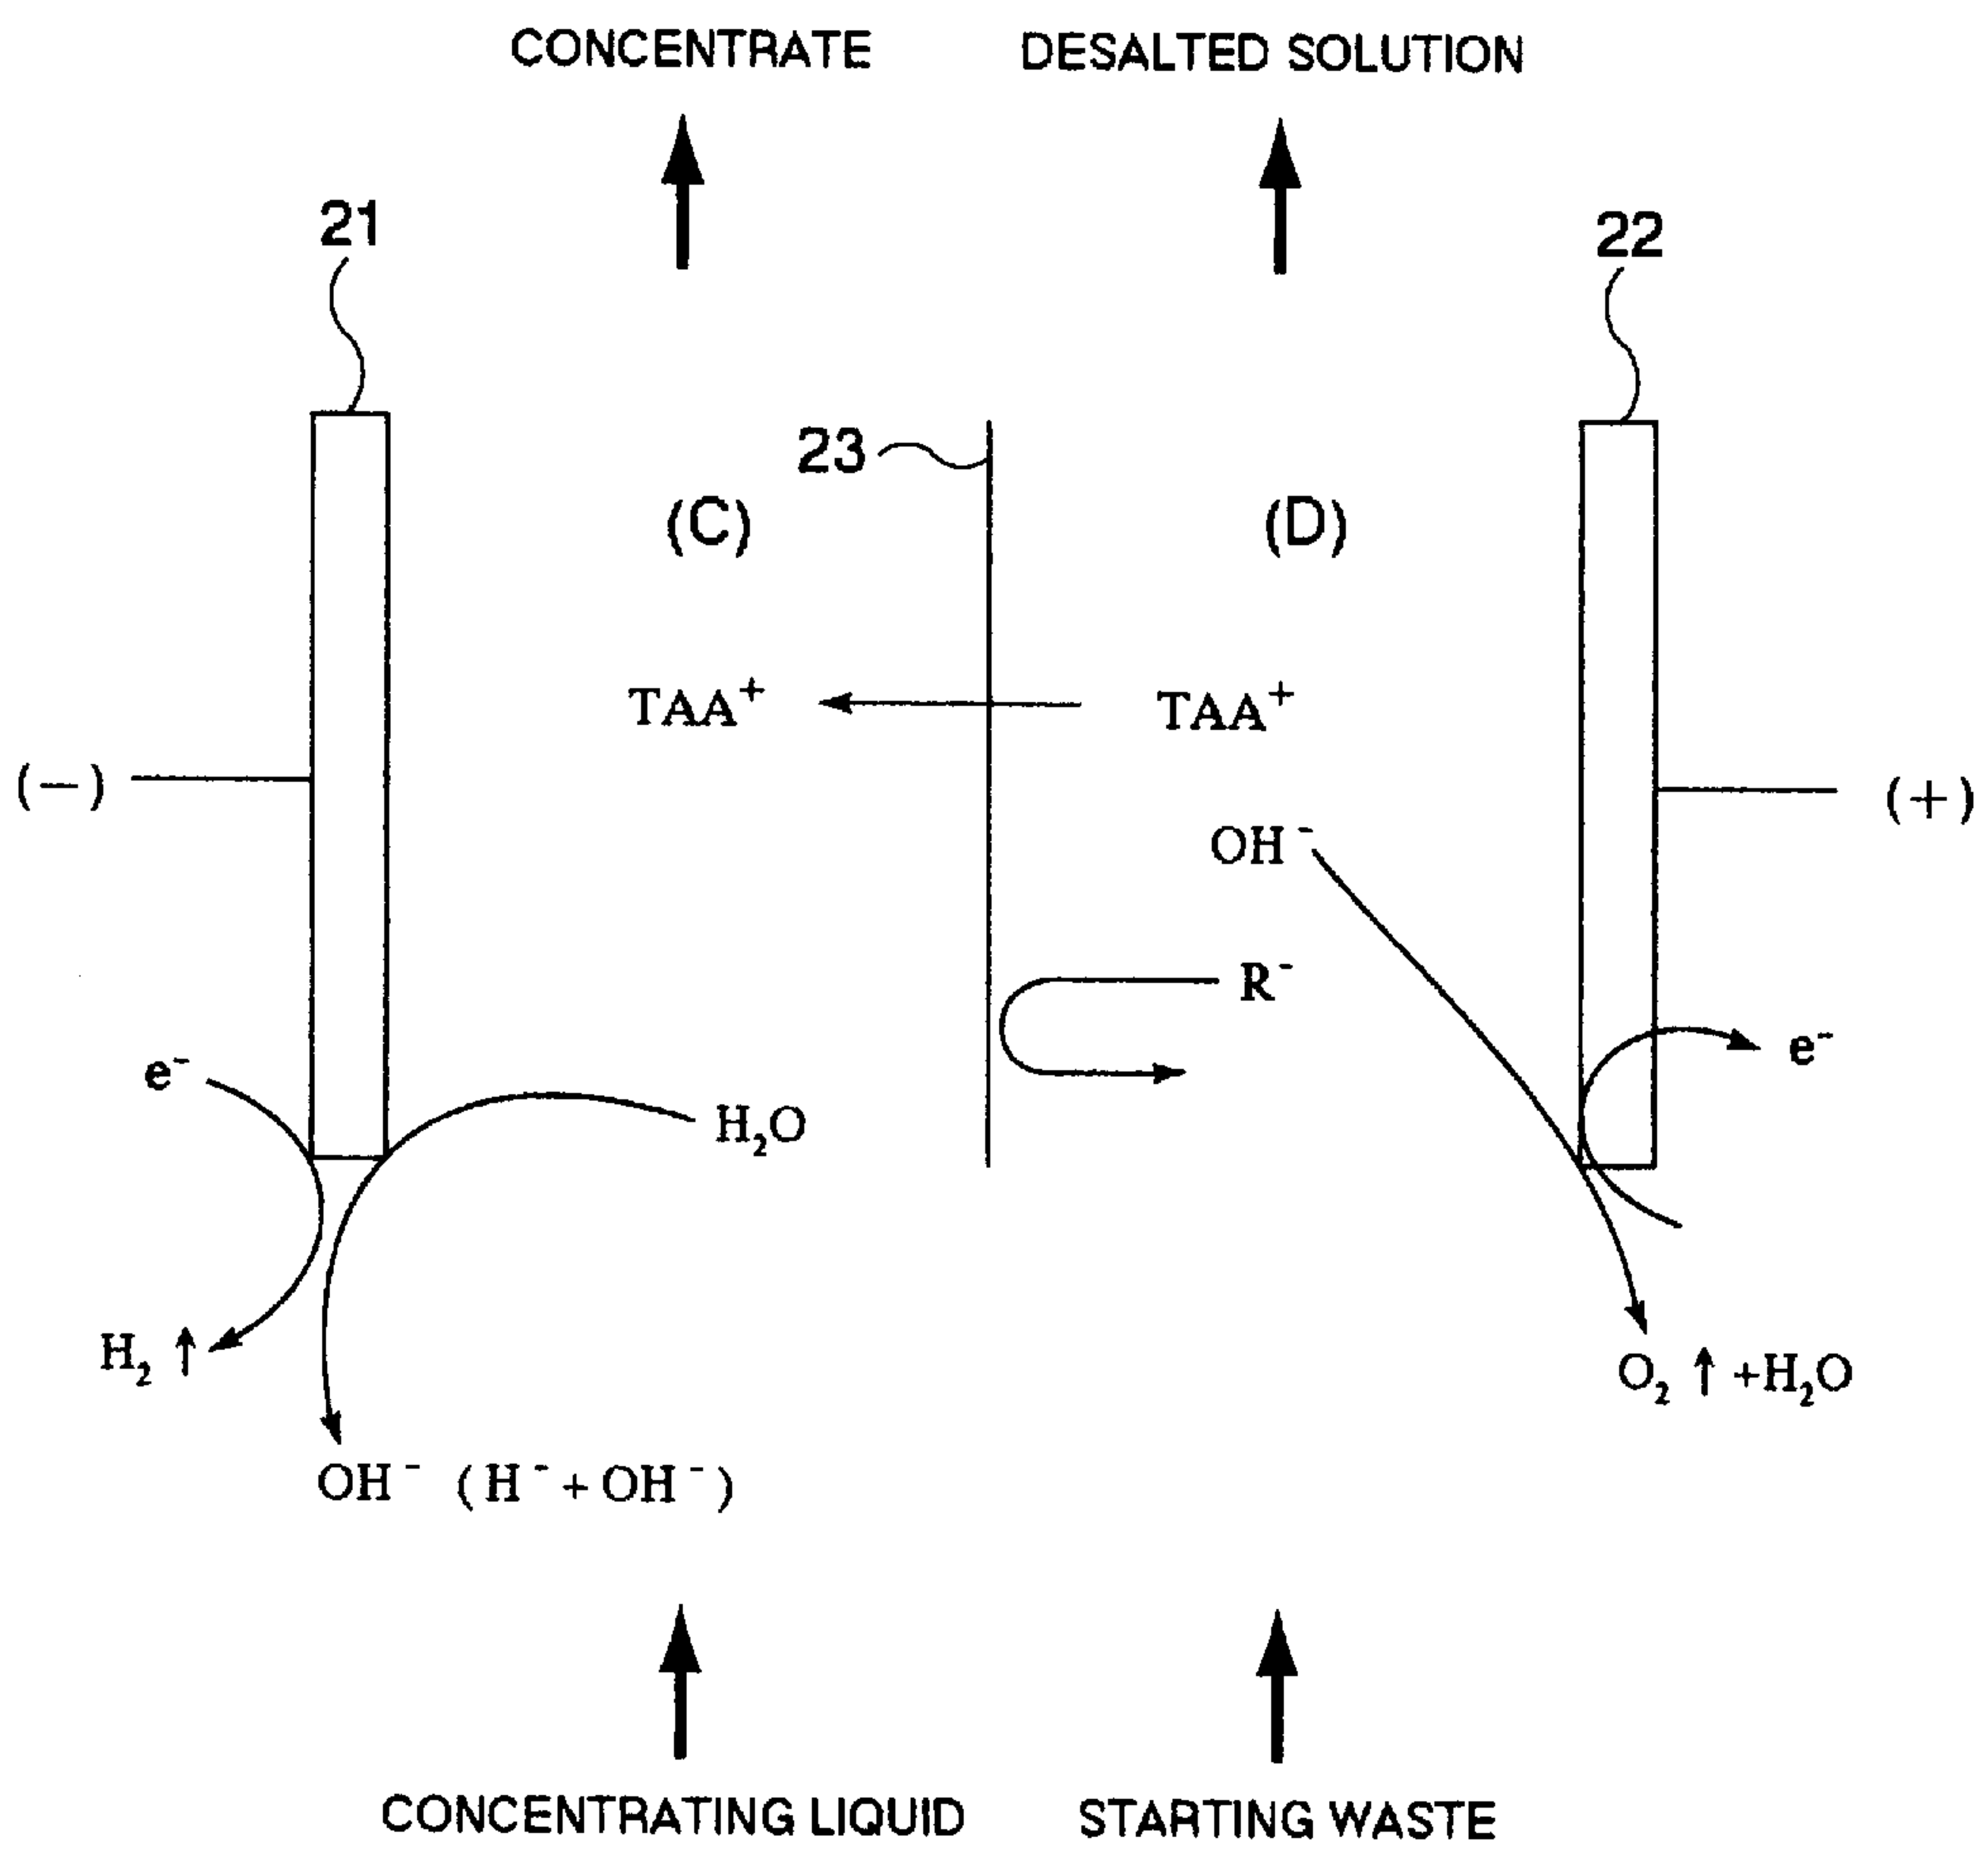 CONCENTRATE DESALTED SOLUTION
21 22
23
(C) (D)
TAA⁺ TAA⁺
(−) (+)
OH⁻
R⁻
e⁻ e⁻
H₂O
H₂ ↑ O₂ ↑ +H₂O
OH⁻ (H⁻+OH⁻)
CONCENTRATING LIQUID STARTING WASTE